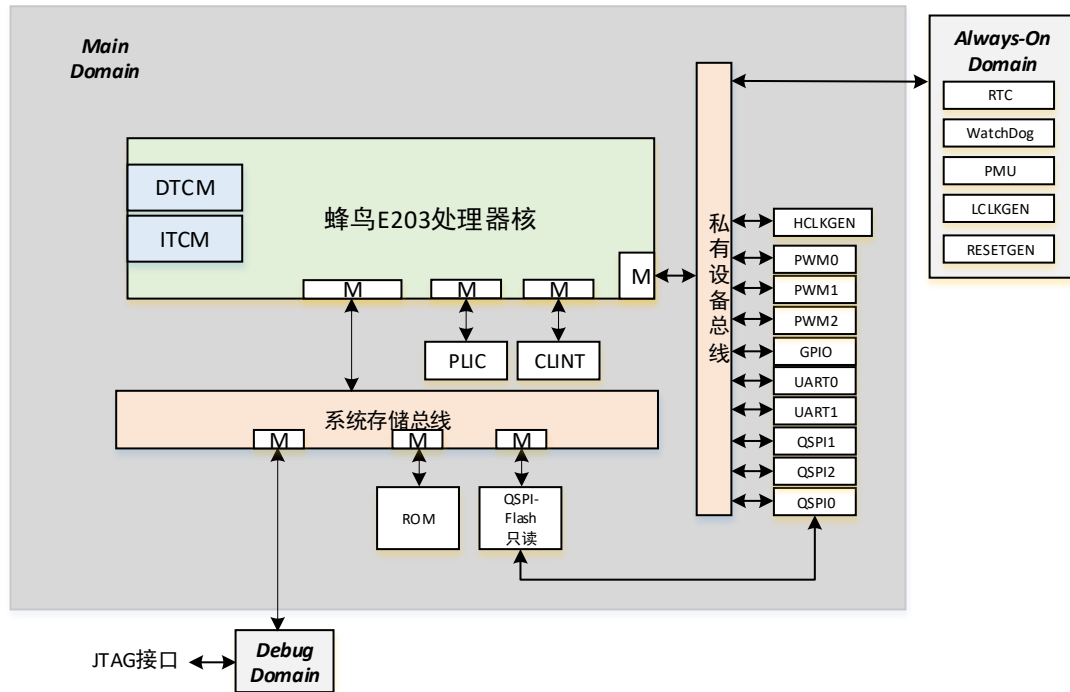 Main
Domain
Always-On
Domain
RTC
WatchDog
PMU
LCLKGEN
RESETGEN
DTCM
ITCM
蜂鸟E203处理器核
M
M
M
M
PLIC
CLINT
私有设备总线
HCLKGEN
PWM0
PWM1
PWM2
GPIO
UART0
UART1
QSPI1
QSPI2
QSPI0
系统存储总线
M
M
M
ROM
QSPI-
Flash
只读
JTAG接口
Debug
Domain